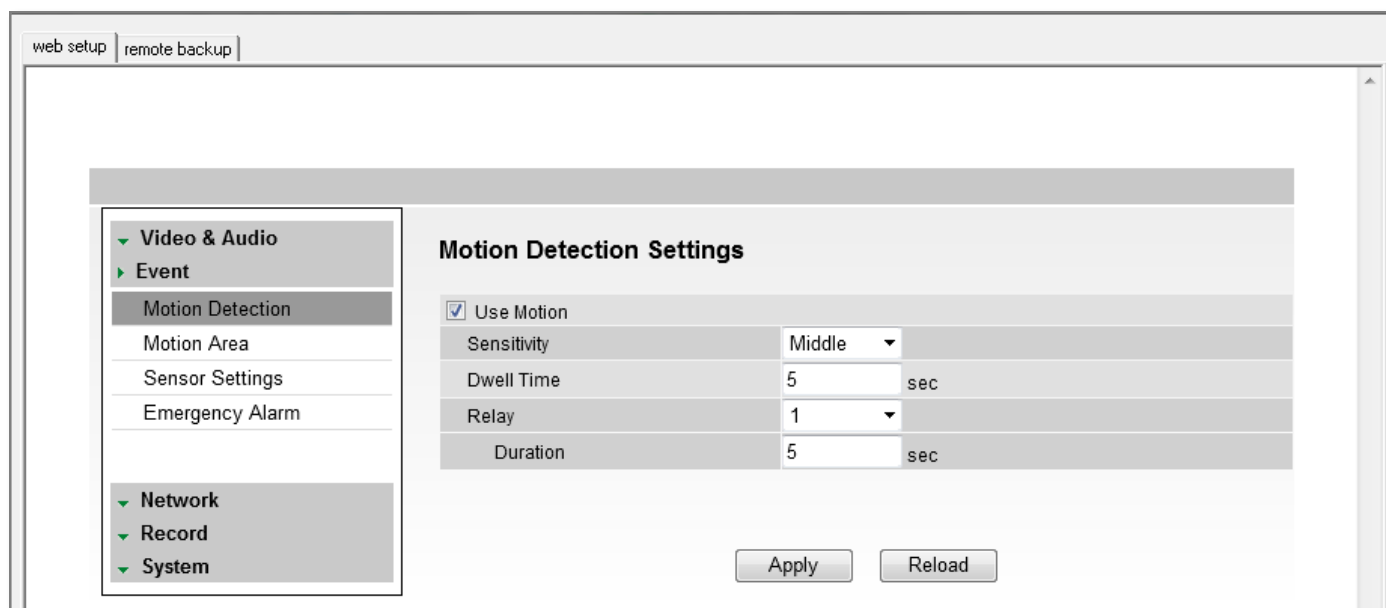 web setup
remote backup
Video & Audio
Event
Motion Detection
Motion Area
Sensor Settings
Emergency Alarm
Network
Record
System
Motion Detection Settings
Use Motion
Sensitivity Middle
Dwell Time 5 sec
Relay 1
Duration 5 sec
Apply Reload